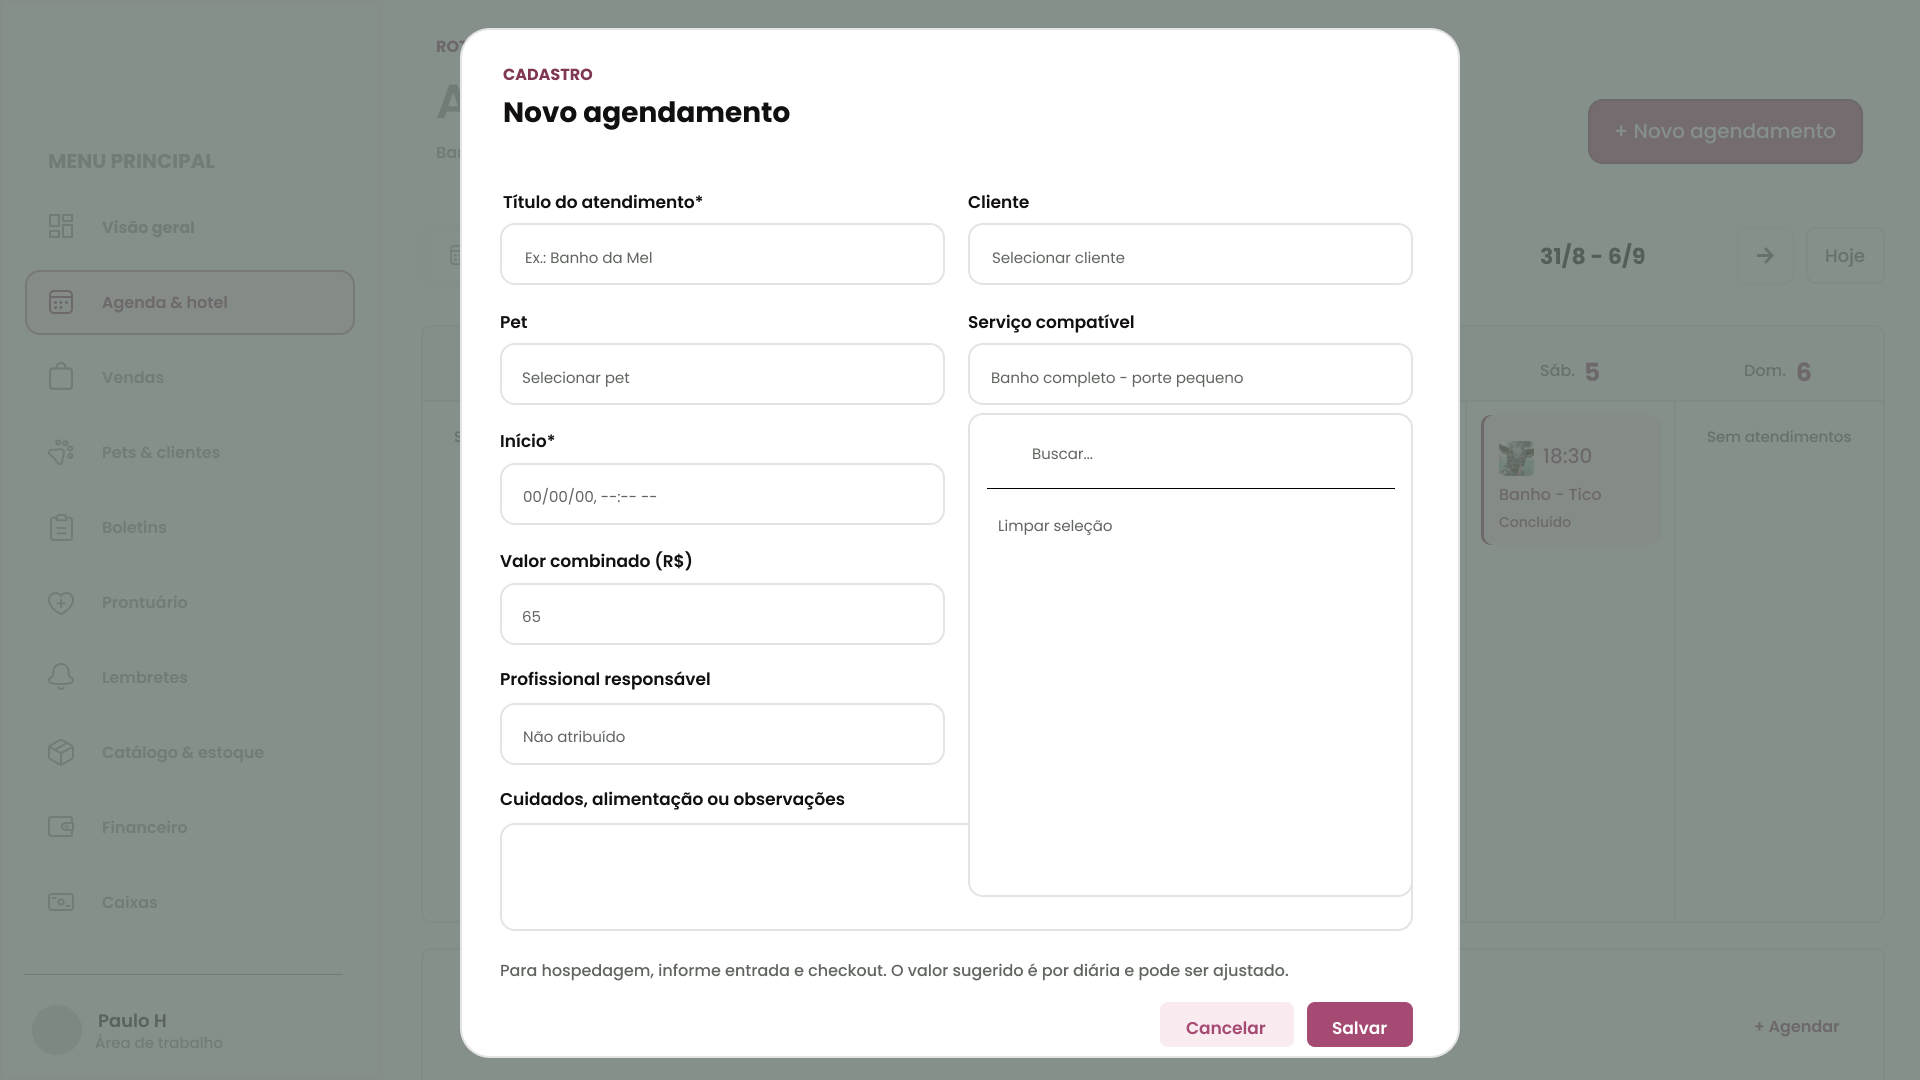 MENU PRINCIPAL
Visão geral
Agenda & hotel
Vendas
Pets & clientes
Boletins
Prontuário
Lembretes
Catálogo & estoque
Financeiro
Caixas
Paulo H
Área de trabalho
+ Novo agendamento
31/8 - 6/9
→
Hoje
Sáb. 5
Dom. 6
18:30
Banho - Tico
Concluído
Sem atendimentos
+ Agendar
CADASTRO
Novo agendamento
Título do atendimento*
Ex.: Banho da Mel
Cliente
Selecionar cliente
Pet
Selecionar pet
Serviço compatível
Banho completo - porte pequeno
Buscar...
Limpar seleção
Início*
00/00/00, --:-- --
Valor combinado (R$)
65
Profissional responsável
Não atribuído
Cuidados, alimentação ou observações
Para hospedagem, informe entrada e checkout. O valor sugerido é por diária e pode ser ajustado.
Cancelar
Salvar